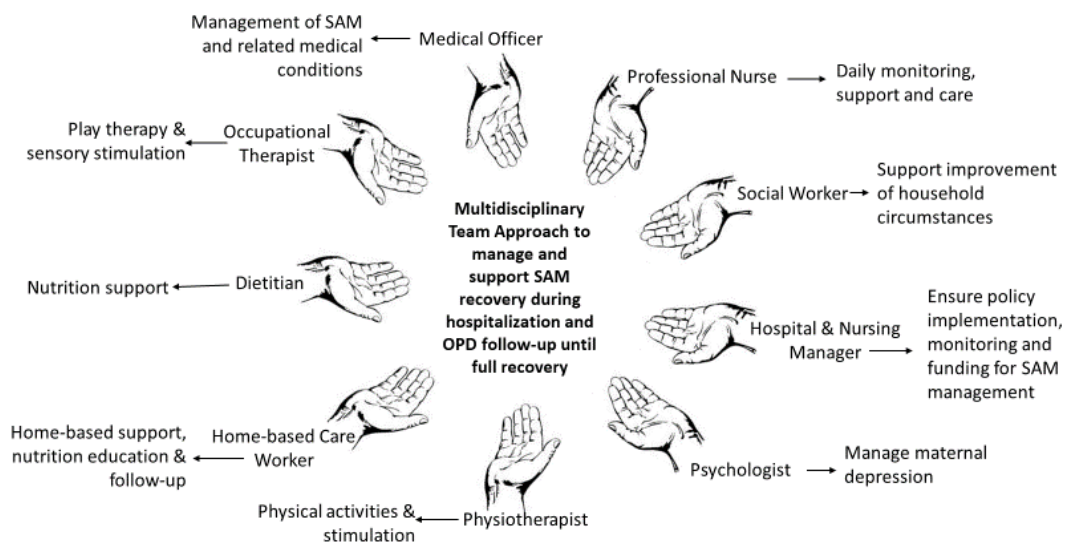 Management of SAM
and related medical
conditions
Medical Officer
Professional Nurse
Daily monitoring,
support and care
Play therapy &
sensory stimulation
Occupational
Therapist
Social Worker
Support improvement
of household
circumstances
Multidisciplinary
Team Approach to
manage and
support SAM
recovery during
hospitalization and
OPD follow-up until
full recovery
Nutrition support
Dietitian
Hospital & Nursing
Manager
Ensure policy
implementation,
monitoring and
funding for SAM
management
Home-based support,
nutrition education &
follow-up
Home-based Care
Worker
Psychologist
Manage maternal
depression
Physical activities &
stimulation
Physiotherapist